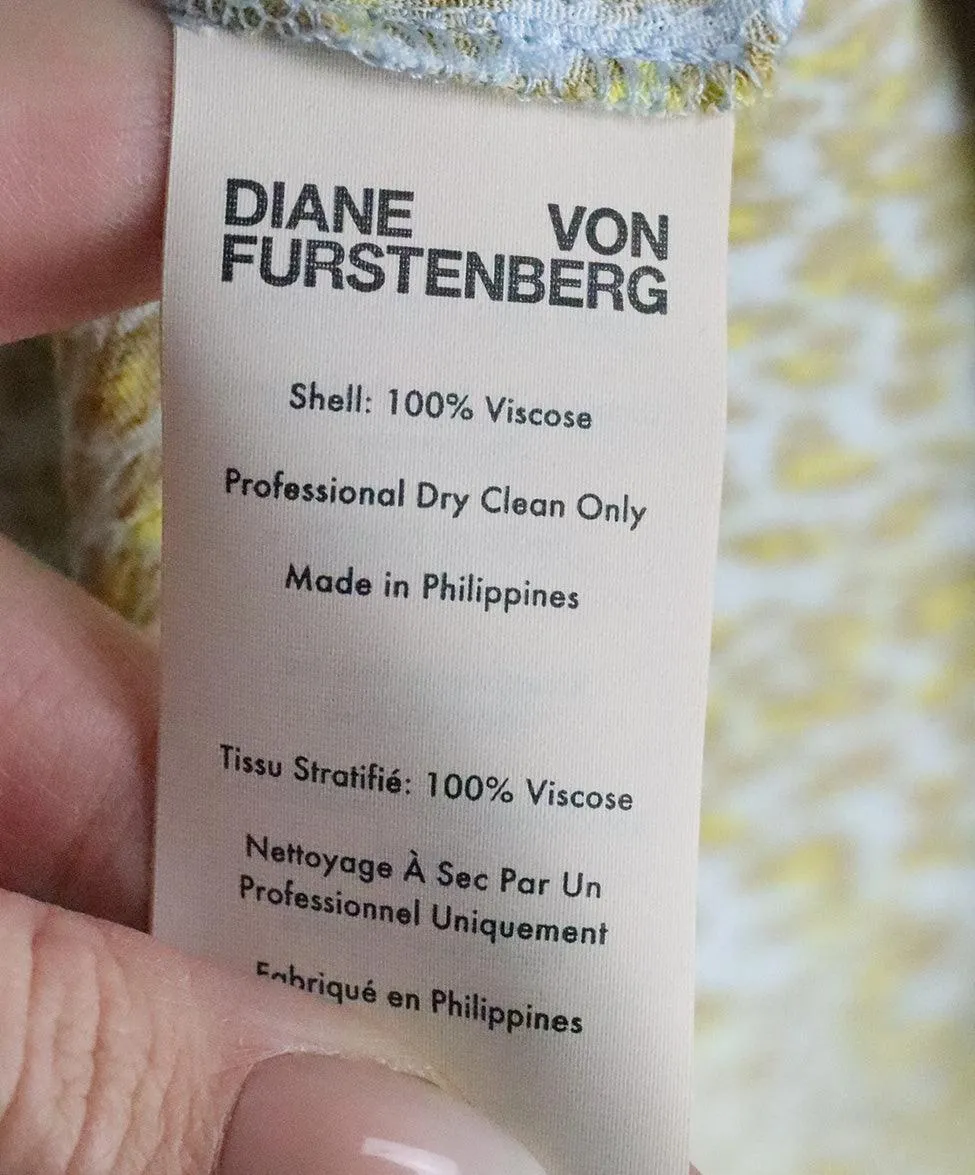 DIANE VON
FURSTENBERG
Shell: 100% Viscose
Professional Dry Clean Only
Made in Philippines
Tissu Stratifié: 100% Viscose
Nettoyage À Sec Par Un
Professionnel Uniquement
Fabriqué en Philippines